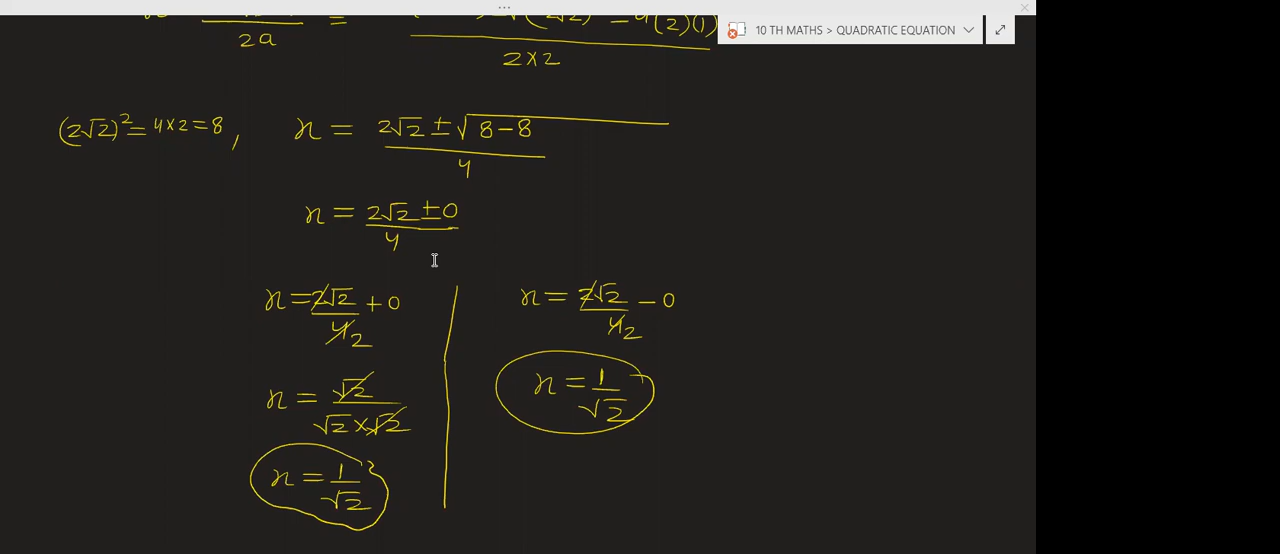 2a = 2×2
10 TH MATHS > QUADRATIC EQUATION
(2√2)² = 4×2 = 8, x = (2√2 ± √(8-8))/4
x = (2√2 ± 0)/4
x = 2√2/4 2 + 0
x = 2√2/4 2 - 0
x = √2/(√2×√2)
x = 1/√2
x = 1/√2